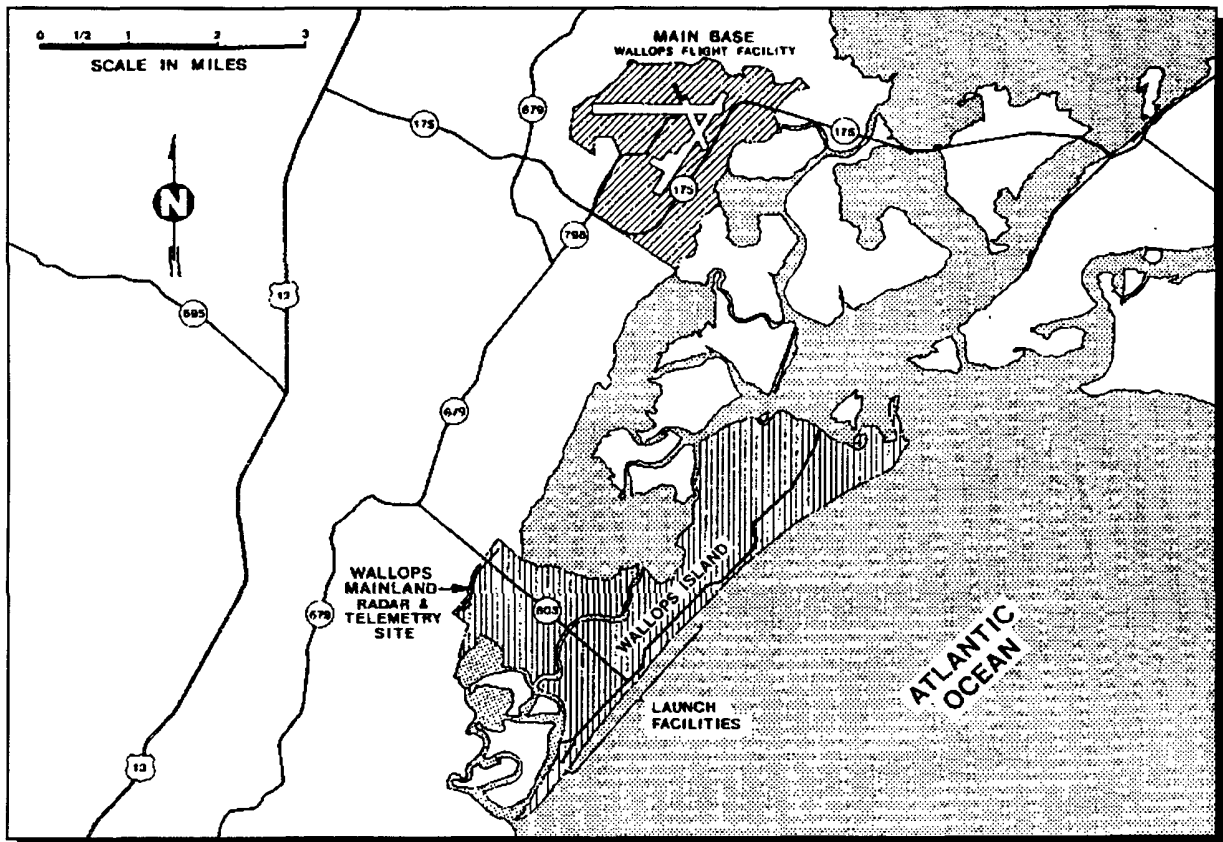 0 1/2 1 2 3
SCALE IN MILES
MAIN BASE
WALLOPS FLIGHT FACILITY
1
175
679
175
175
N
798
13
695
679
WALLOPS
MAINLAND
RADAR &
TELEMETRY
SITE
803
679
WALLOPS ISLAND
ATLANTIC
OCEAN
LAUNCH
FACILITIES
13